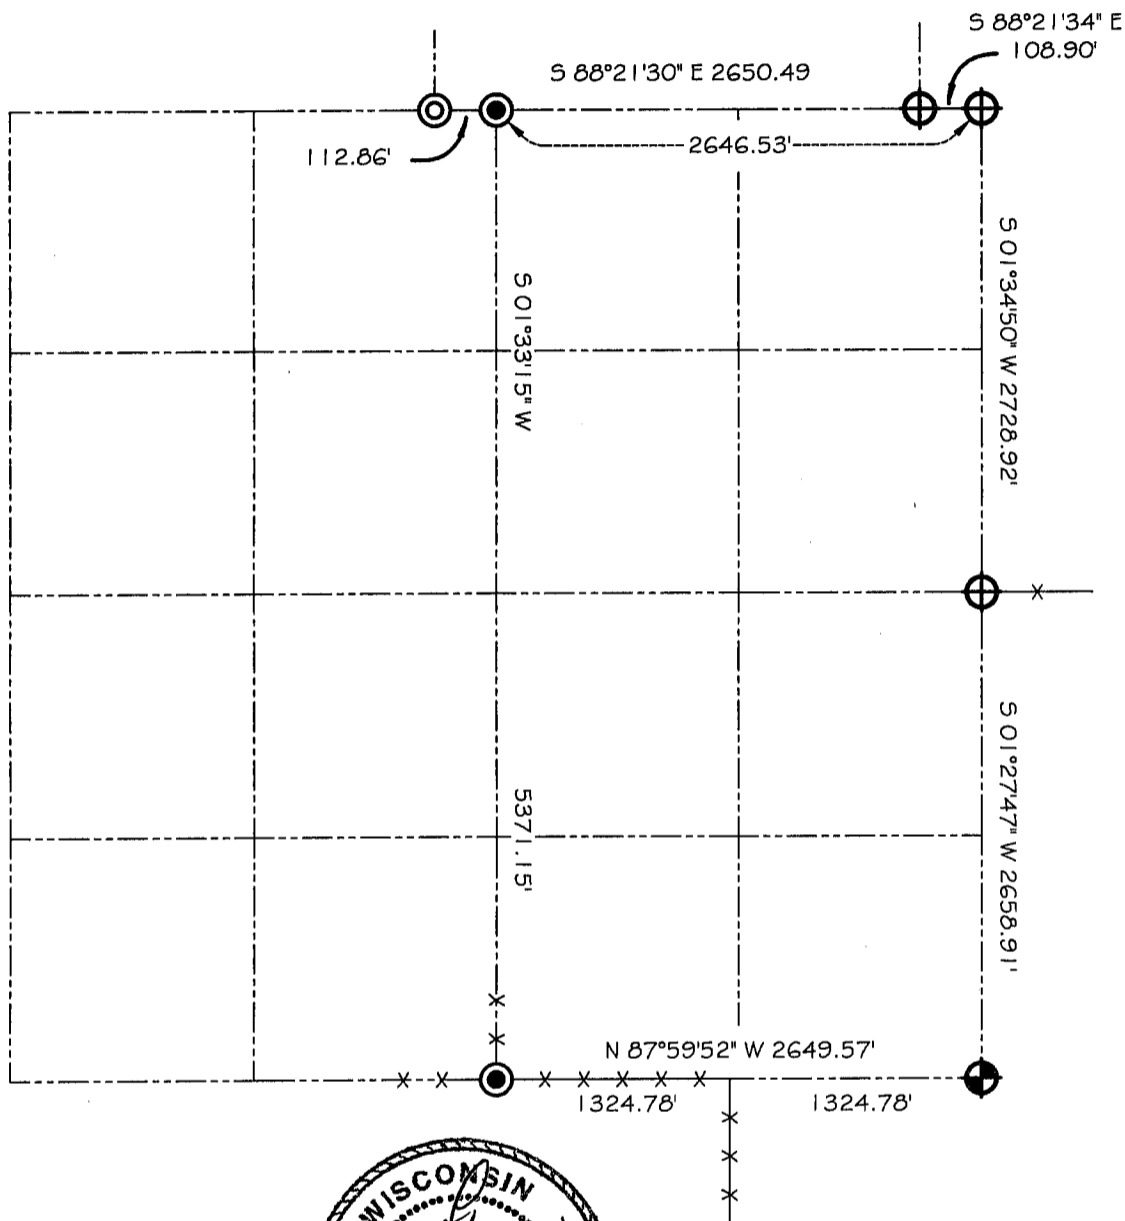 S 88°21'34" E
108.90'
S 88°21'30" E 2650.49
112.86'
2646.53'
S 01°33'15" W
5371.15'
S 01°34'50" W 2728.92'
S 01°27'47" W 2658.91'
N 87°59'52" W 2649.57'
1324.78'
1324.78'
WISCONSIN